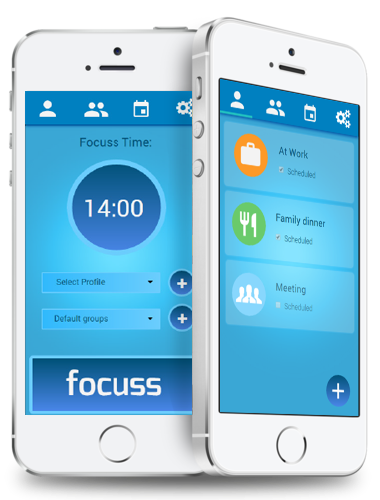 Focuss Time:
14:00
Select Profile
Default groups
focuss
At Work
Scheduled
Family dinner
Scheduled
Meeting
Scheduled